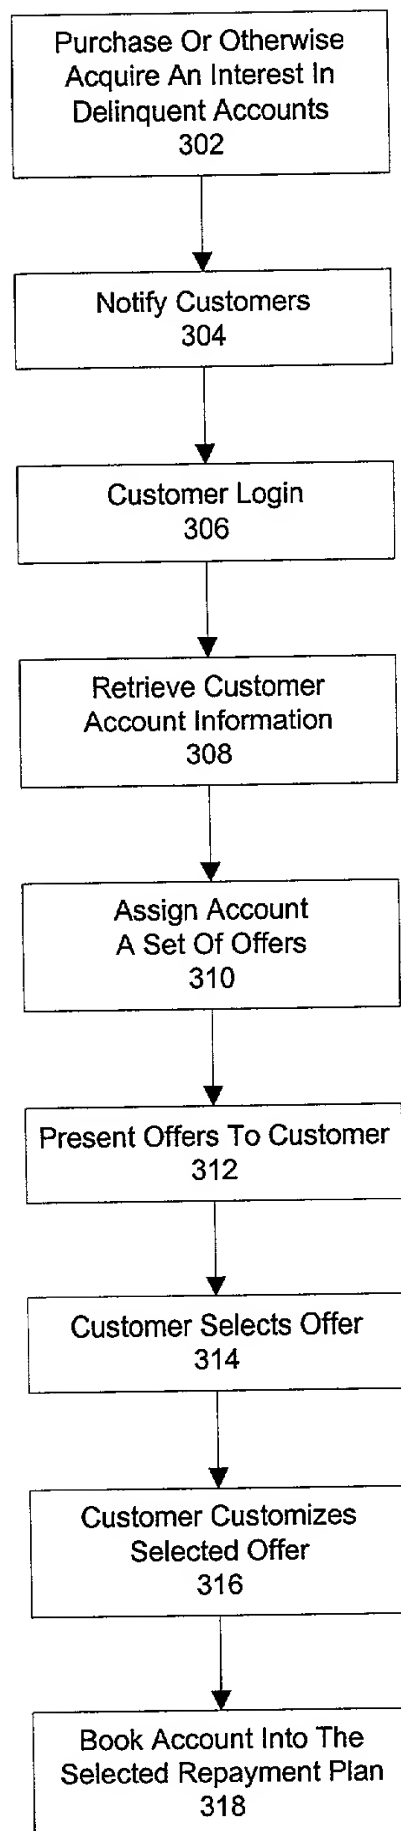 Purchase Or Otherwise
Acquire An Interest In
Delinquent Accounts
302
Notify Customers
304
Customer Login
306
Retrieve Customer
Account Information
308
Assign Account
A Set Of Offers
310
Present Offers To Customer
312
Customer Selects Offer
314
Customer Customizes
Selected Offer
316
Book Account Into The
Selected Repayment Plan
318